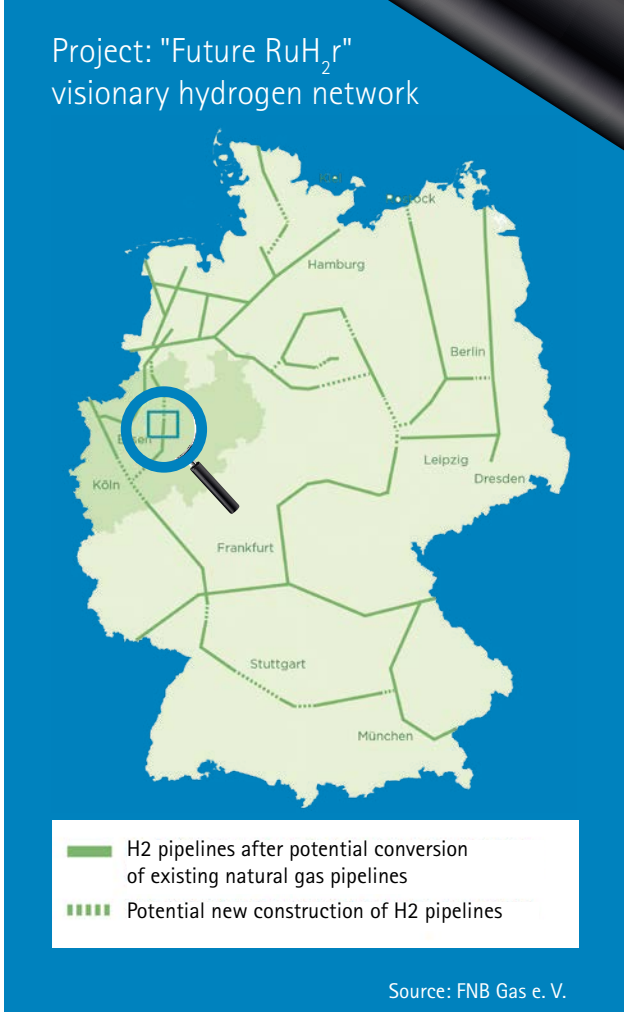 Project: "Future RuH₂r"
visionary hydrogen network
Hamburg
Berlin
Leipzig
Dresden
Köln
Frankfurt
Stuttgart
München
H2 pipelines after potential conversion
of existing natural gas pipelines
Potential new construction of H2 pipelines
Source: FNB Gas e. V.